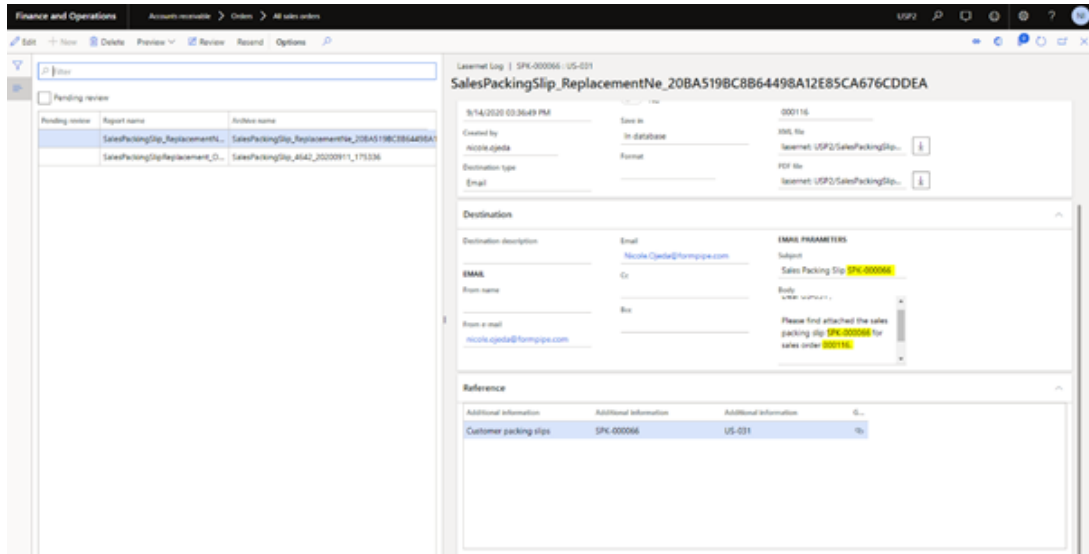 Finance and Operations Accounts receivable > Orders > All sales orders USP2 ?
Edit + New Delete Preview Review Resend Options
Filter
Pending review
Pending review Report name Archive name
SalesPackingSlip_ReplacementN... SalesPackingSlip_ReplacementNe_20BA519BC8B64498A1
SalesPackingSlipReplacement_O... SalesPackingSlip_4642_20200911_175336
Lasernet Log | SPK-000066 : US-031
SalesPackingSlip_ReplacementNe_20BA519BC8B64498A12E85CA676CDDEA
9/14/2020 03:36:49 PM
Created by
nicole.ojeda
Destination type
Email
No
Save in
In database
Format
000116
XML file
lasernet: USP2/SalesPackingSlip...
PDF file
lasernet: USP2/SalesPackingSlip...
Destination
Destination description
EMAIL
From name
From e-mail
nicole.ojeda@formpipe.com
Email
Nicole.Ojeda@formpipe.com
Cc
Bcc
EMAIL PARAMETERS
Subject
Sales Packing Slip SPK-000066
Body
Dear US-031 ,
Please find attached the sales
packing slip SPK-000066 for
sales order 000116.
Reference
Additional information Additional information Additional information G...
Customer packing slips SPK-000066 US-031